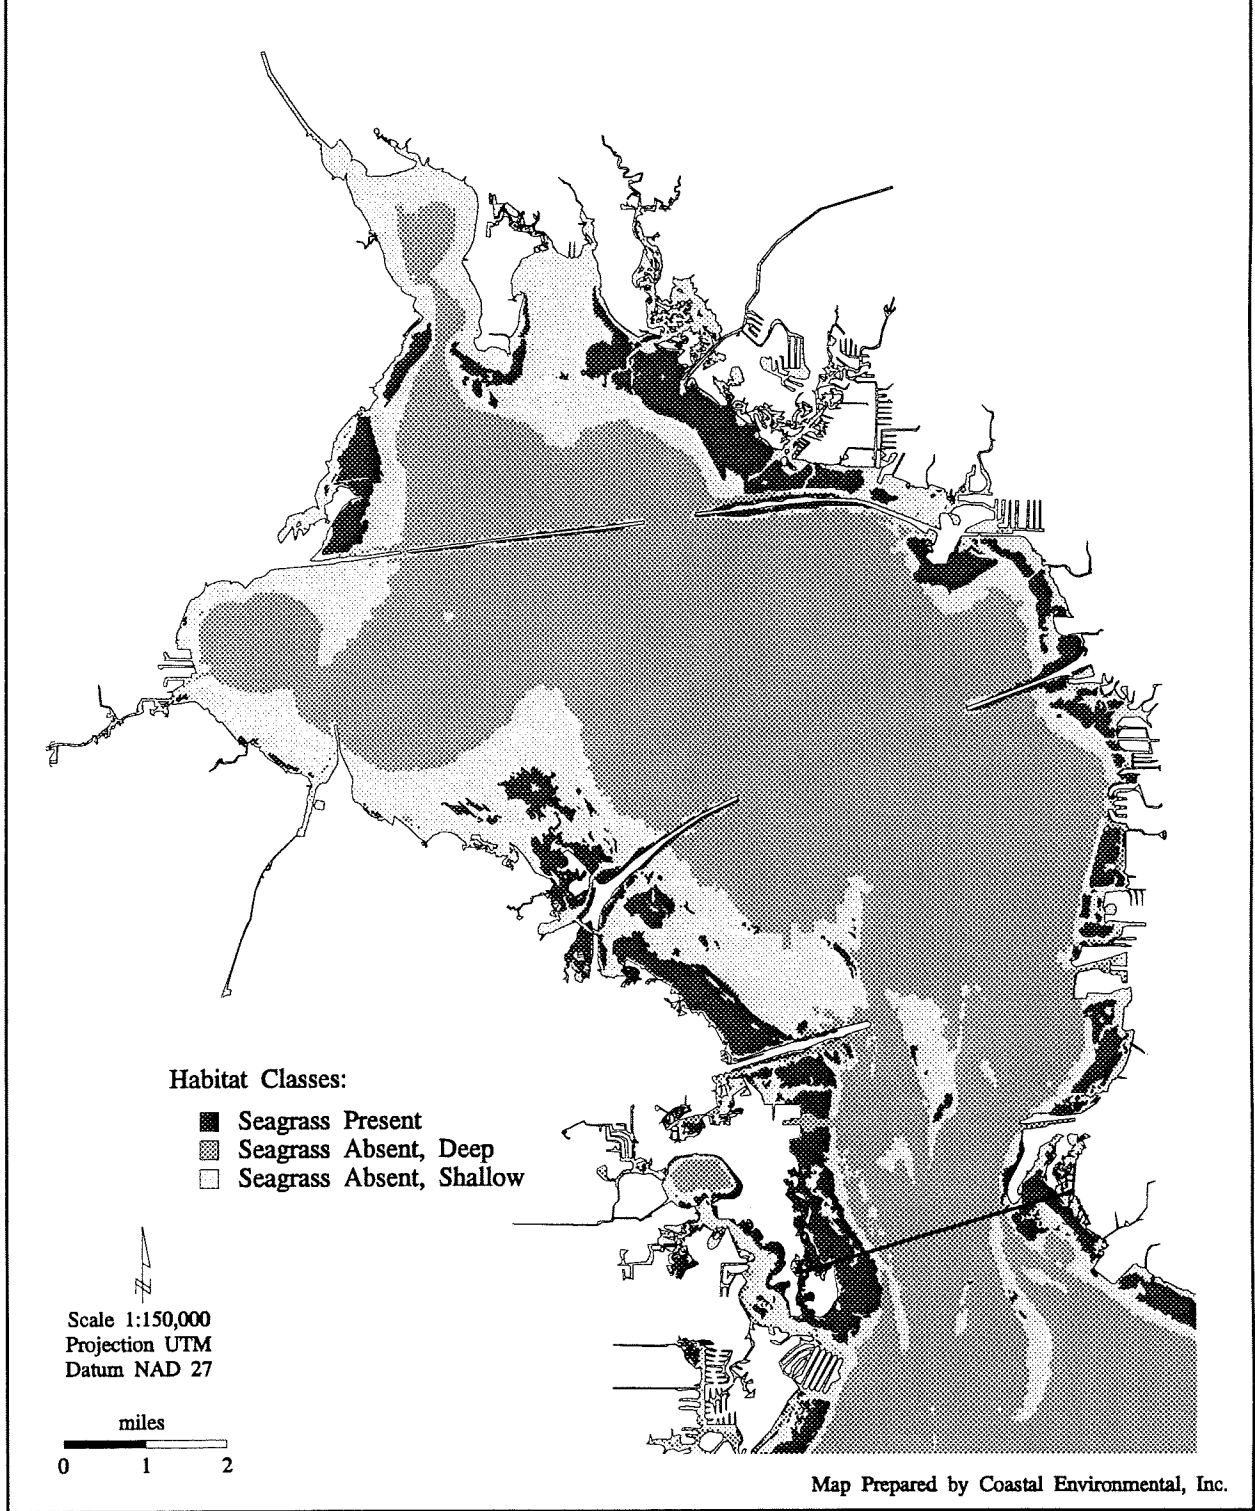 Habitat Classes:
Seagrass Present
Seagrass Absent, Deep
Seagrass Absent, Shallow
N
Scale 1:150,000
Projection UTM
Datum NAD 27
miles
0 1 2
Map Prepared by Coastal Environmental, Inc.